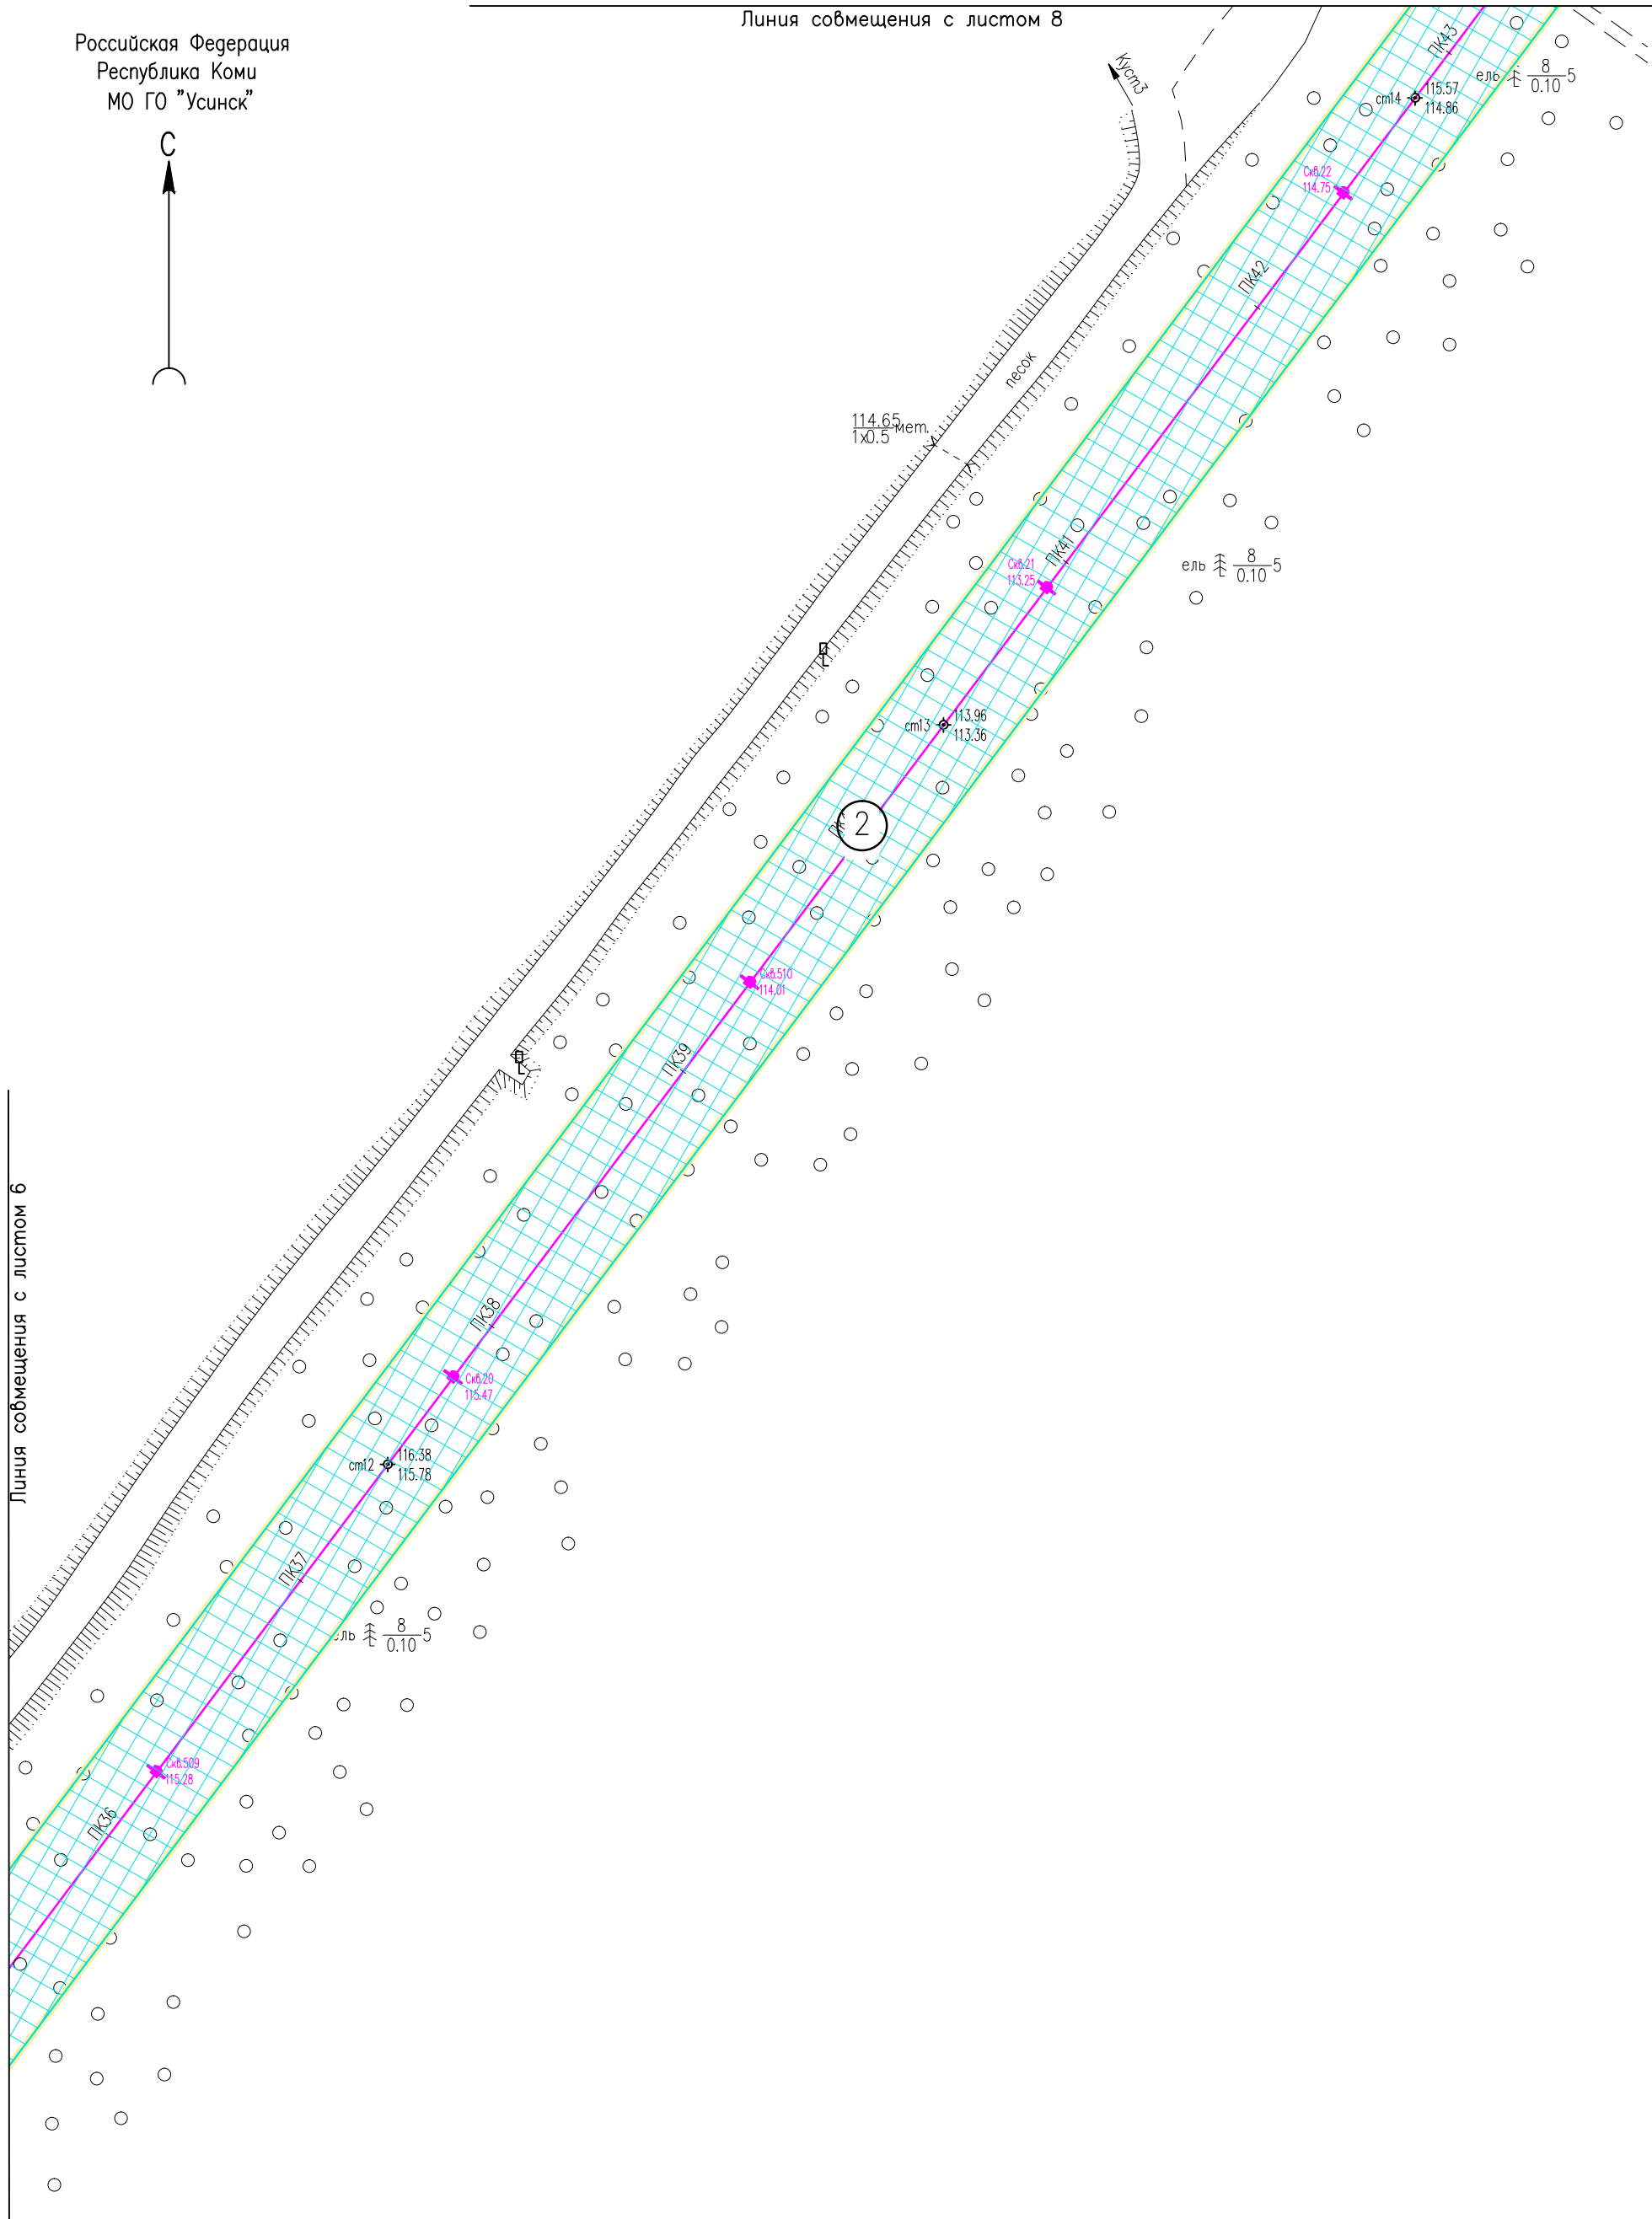 Линия совмещения с листом 8
Российская Федерация
Республика Коми
МО ГО "Усинск"
С
Куст3
ПК43
ель 8
0.10 5
ст14 115.57
114.86
Скв.22
114.75
ПК42
песок
114.65
1x0.5 мет.
ПК41
Скв.21
113.25
ель 8
0.10 5
ст13 113.96
113.36
2
Скв.510
114.01
ПК39
Линия совмещения с листом 6
ПК38
Скв.20
115.47
ст12 116.38
115.78
ПК37
ель 8
0.10 5
Скв.509
115.28
ПК36